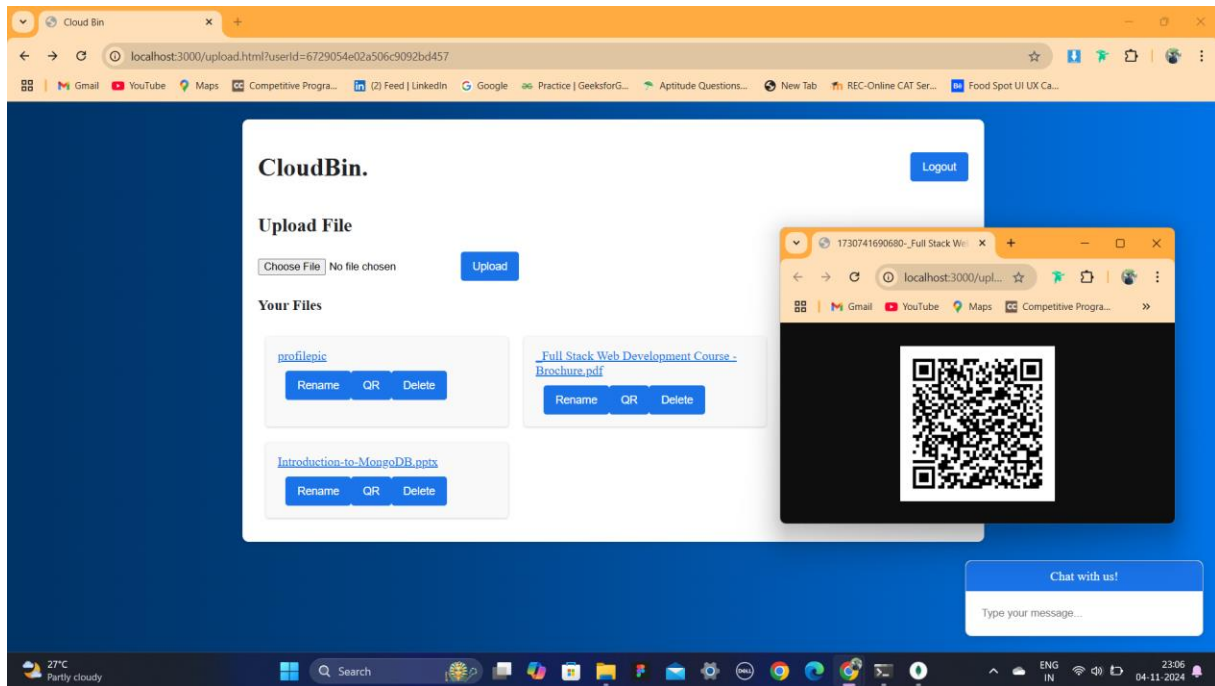 Cloud Bin
localhost:3000/upload.html?userId=6729054e02a506c9092bd457
Gmail YouTube Maps Competitive Progra... (2) Feed | LinkedIn Google Practice | GeeksforG... Aptitude Questions... New Tab REC-Online CAT Ser... Food Spot UI UX Ca...
CloudBin.
Logout
Upload File
Choose File No file chosen Upload
Your Files
profilepic
Rename QR Delete
_Full Stack Web Development Course -
Brochure.pdf
Rename QR Delete
Introduction-to-MongoDB.pptx
Rename QR Delete
1730741690680-_Full Stack We
localhost:3000/upl...
Gmail YouTube Maps Competitive Progra... »
Chat with us!
Type your message...
27°C
Partly cloudy
Search
ENG
IN
23:06
04-11-2024